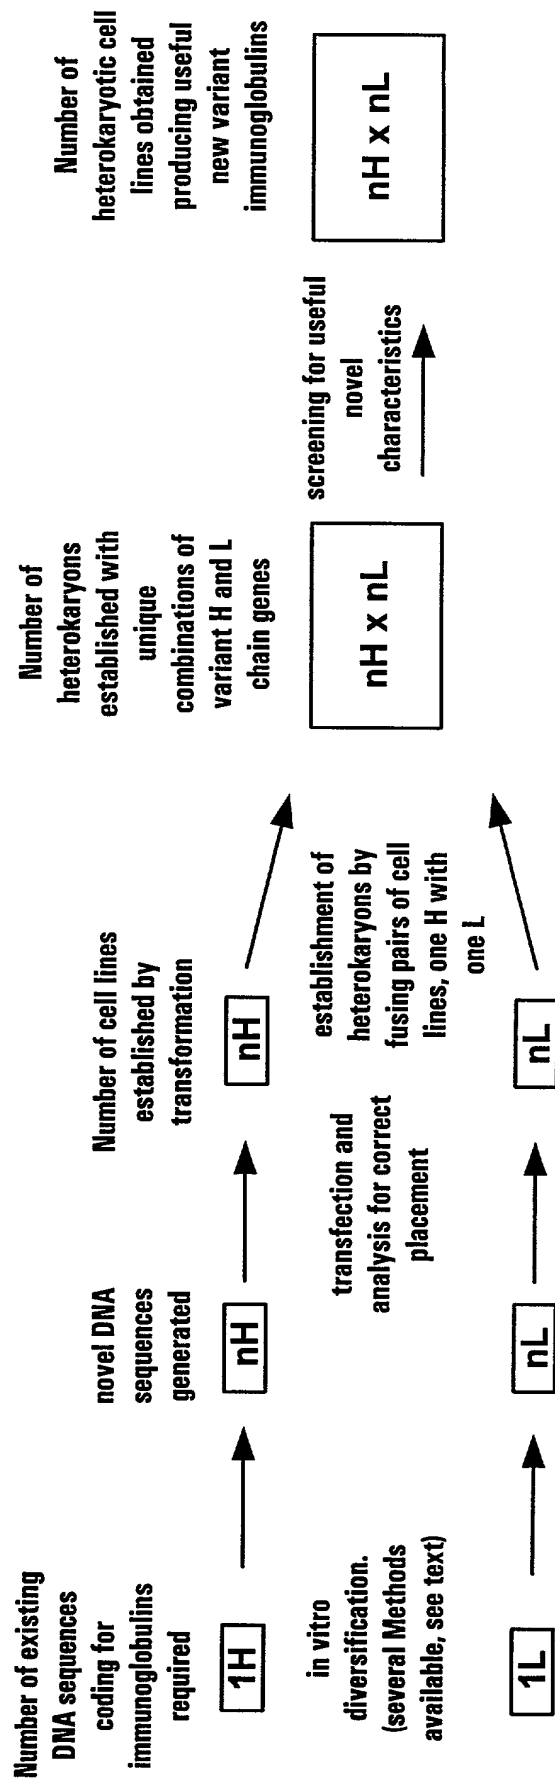 Number of existing
DNA sequences
coding for
immunoglobulins
required
1H
in vitro
diversification.
(several Methods
available, see text)
1L
novel DNA
sequences
generated
nH
nL
transfection and
analysis for correct
placement
Number of cell lines
established by
transformation
nH
nL
establishment of
heterokaryons by
fusing pairs of cell
lines, one H with
one L
Number of
heterokaryons
established with
unique
combinations of
variant H and L
chain genes
nH x nL
screening for useful
novel
characteristics
Number of
heterokaryotic cell
lines obtained
producing useful
new variant
immunoglobulins
nH x nL